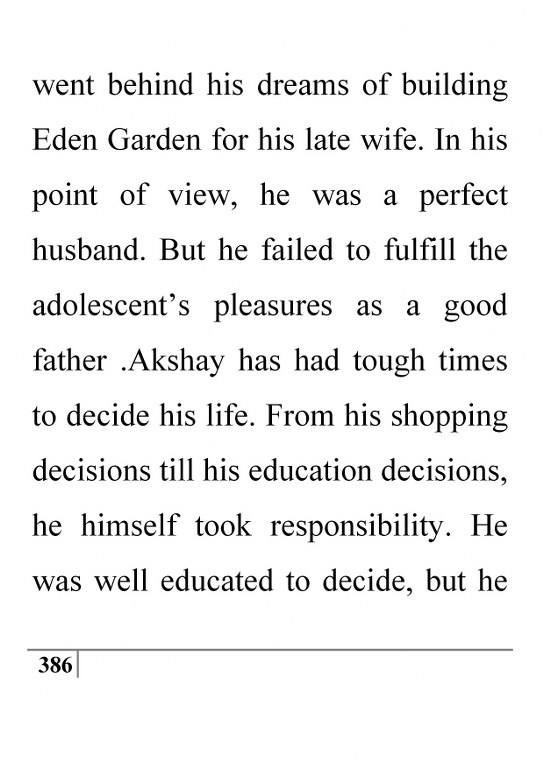 went behind his dreams of building
Eden Garden for his late wife. In his
point of view, he was a perfect
husband. But he failed to fulfill the
adolescent’s pleasures as a good
father .Akshay has had tough times
to decide his life. From his shopping
decisions till his education decisions,
he himself took responsibility. He
was well educated to decide, but he
386